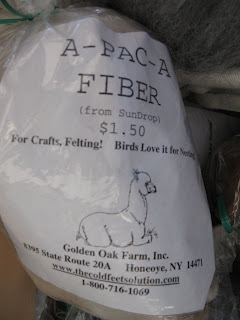 A-PAC-A
FIBER
(from SunDrop)
$1.50
For Crafts, Felting! Birds Love it for Nesting
Golden Oak Farm, Inc.
8395 State Route 20A Honeoye, NY 14471
www.thecoldfeetsolution.com
1-800-716-1069